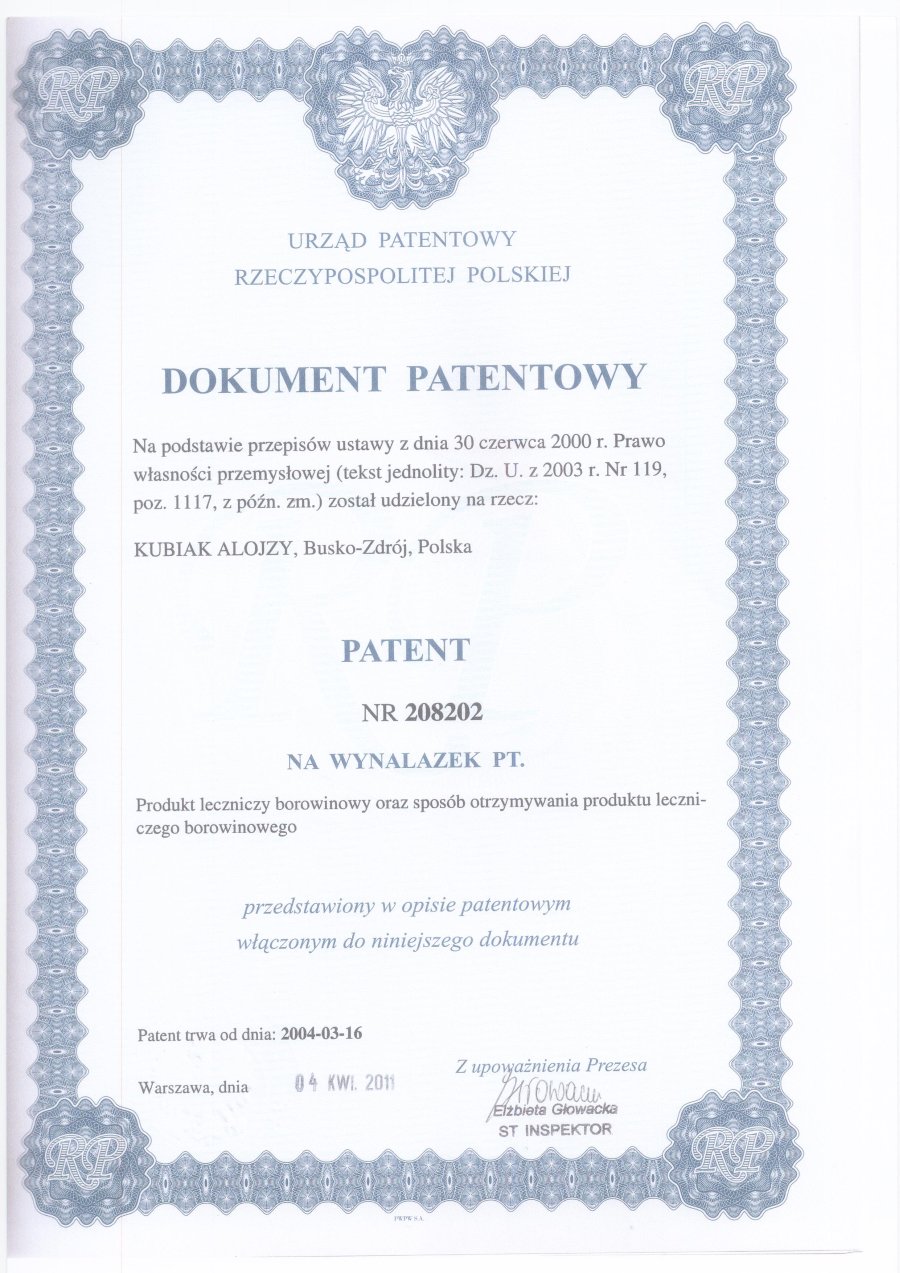 RP
RP
URZĄD PATENTOWY
RZECZYPOSPOLITEJ POLSKIEJ
DOKUMENT PATENTOWY
Na podstawie przepisów ustawy z dnia 30 czerwca 2000 r. Prawo
własności przemysłowej (tekst jednolity: Dz. U. z 2003 r. Nr 119,
poz. 1117, z późn. zm.) został udzielony na rzecz:
KUBIAK ALOJZY, Busko-Zdrój, Polska
PATENT
NR 208202
NA WYNALAZEK PT.
Produkt leczniczy borowinowy oraz sposób otrzymywania produktu leczni-
czego borowinowego
przedstawiony w opisie patentowym
włączonym do niniejszego dokumentu
Patent trwa od dnia: 2004-03-16
Z upoważnienia Prezesa
Warszawa, dnia 04 KWI. 2011
Elżbieta Głowacka
ST INSPEKTOR
RP
RP
PWPW S.A.